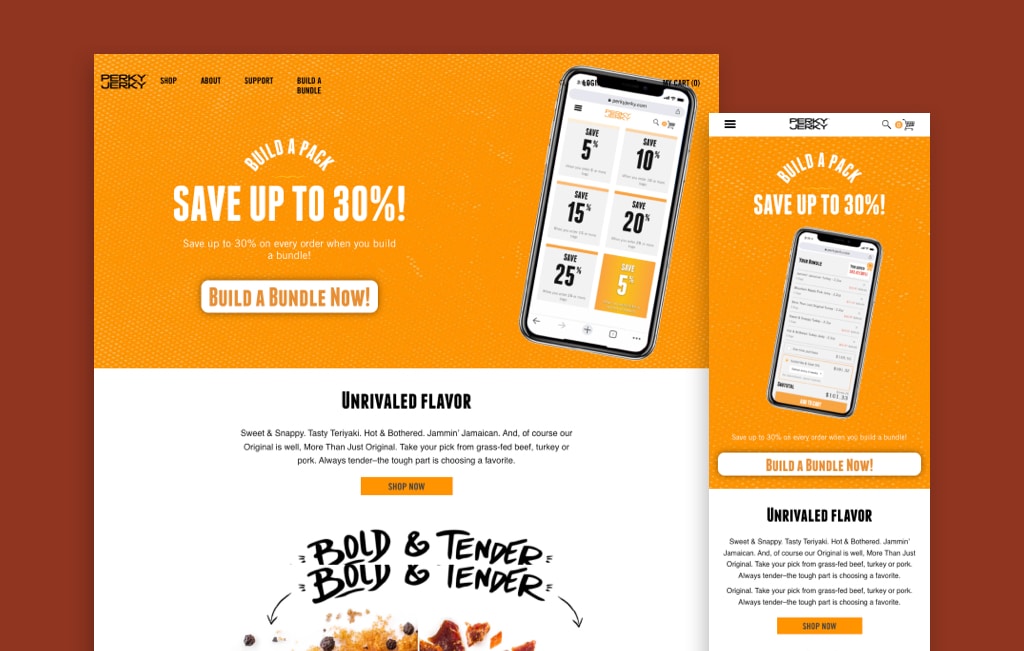 PERKY JERKY
SHOP
ABOUT
SUPPORT
BUILD A BUNDLE
MY CART (0)
BUILD A PACK
SAVE UP TO 30%!
Save up to 30% on every order when you build
a bundle!
BUILD A BUNDLE NOW!
perkyjerky.com
PERKY JERKY
SAVE 5%
SAVE 10%
SAVE 15%
SAVE 20%
SAVE 25%
SAVE 5%
UNRIVALED FLAVOR
Sweet & Snappy. Tasty Teriyaki. Hot & Bothered. Jammin' Jamaican. And, of course our
Original is well, More Than Just Original. Take your pick from grass-fed beef, turkey or
pork. Always tender–the tough part is choosing a favorite.
SHOP NOW
BOLD & TENDER
BOLD & TENDER
PERKY JERKY
BUILD A PACK
SAVE UP TO 30%!
YOUR BUNDLE
SUBTOTAL
$161.33
ADD TO CART
Save up to 30% on every order when you build a bundle!
BUILD A BUNDLE NOW!
UNRIVALED FLAVOR
Sweet & Snappy. Tasty Teriyaki. Hot & Bothered. Jammin'
Jamaican. And, of course our Original is well, More Than Just
Original. Take your pick from grass-fed beef, turkey or pork.
Always tender–the tough part is choosing a favorite.
Original. Take your pick from grass-fed beef, turkey or pork.
Always tender–the tough part is choosing a favorite.
SHOP NOW